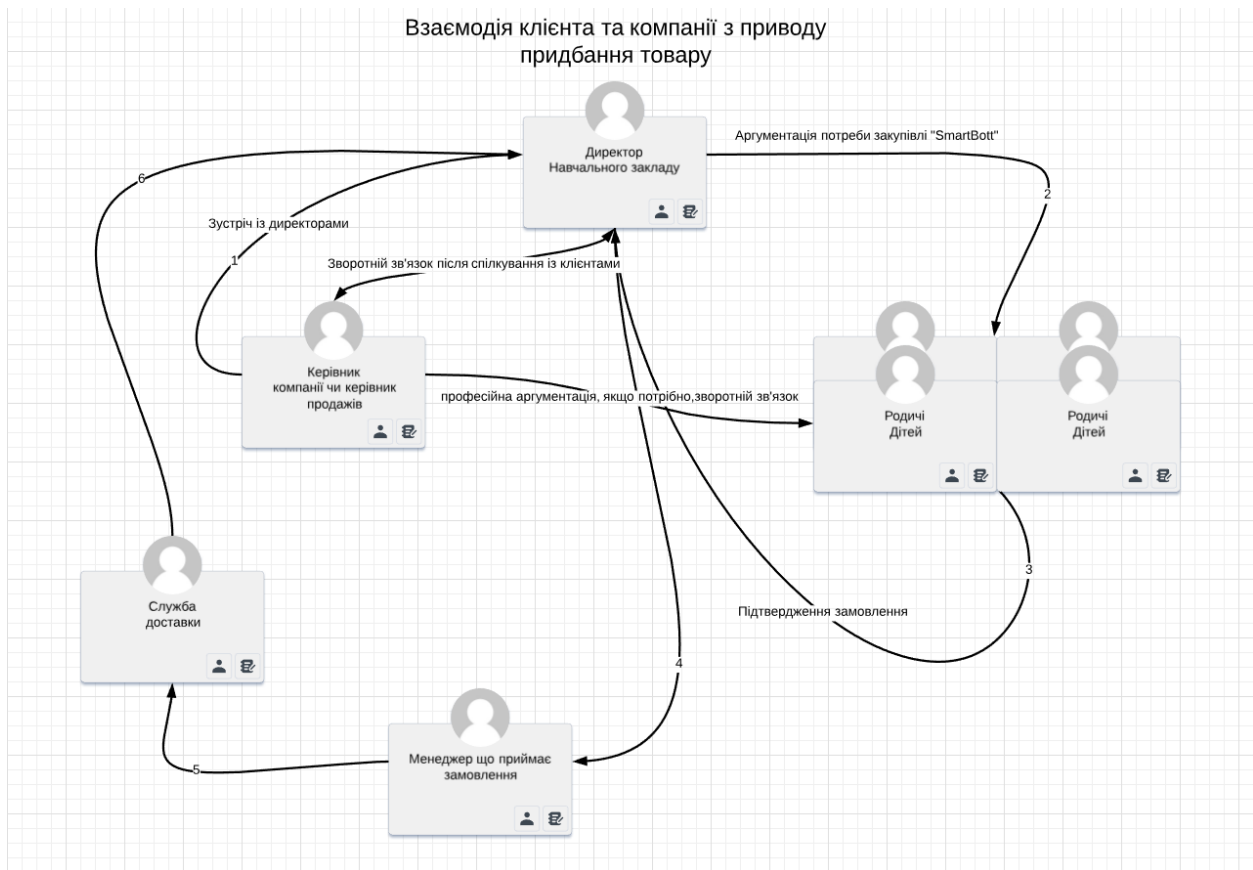 Взаємодія клієнта та компанії з приводу
придбання товару
Директор
Навчального закладу
Аргументація потреби закупівлі "SmartBott"
6
2
Зустріч із директорами
1
Зворотній зв'язок після спілкування із клієнтами
Керівник
компанії чи керівник
продажів
професійна аргументація, якщо потрібно,зворотній зв'язок
Родичі
Дітей
Родичі
Дітей
3
Служба
доставки
Підтвердження замовлення
4
Менеджер що приймає
замовлення
5